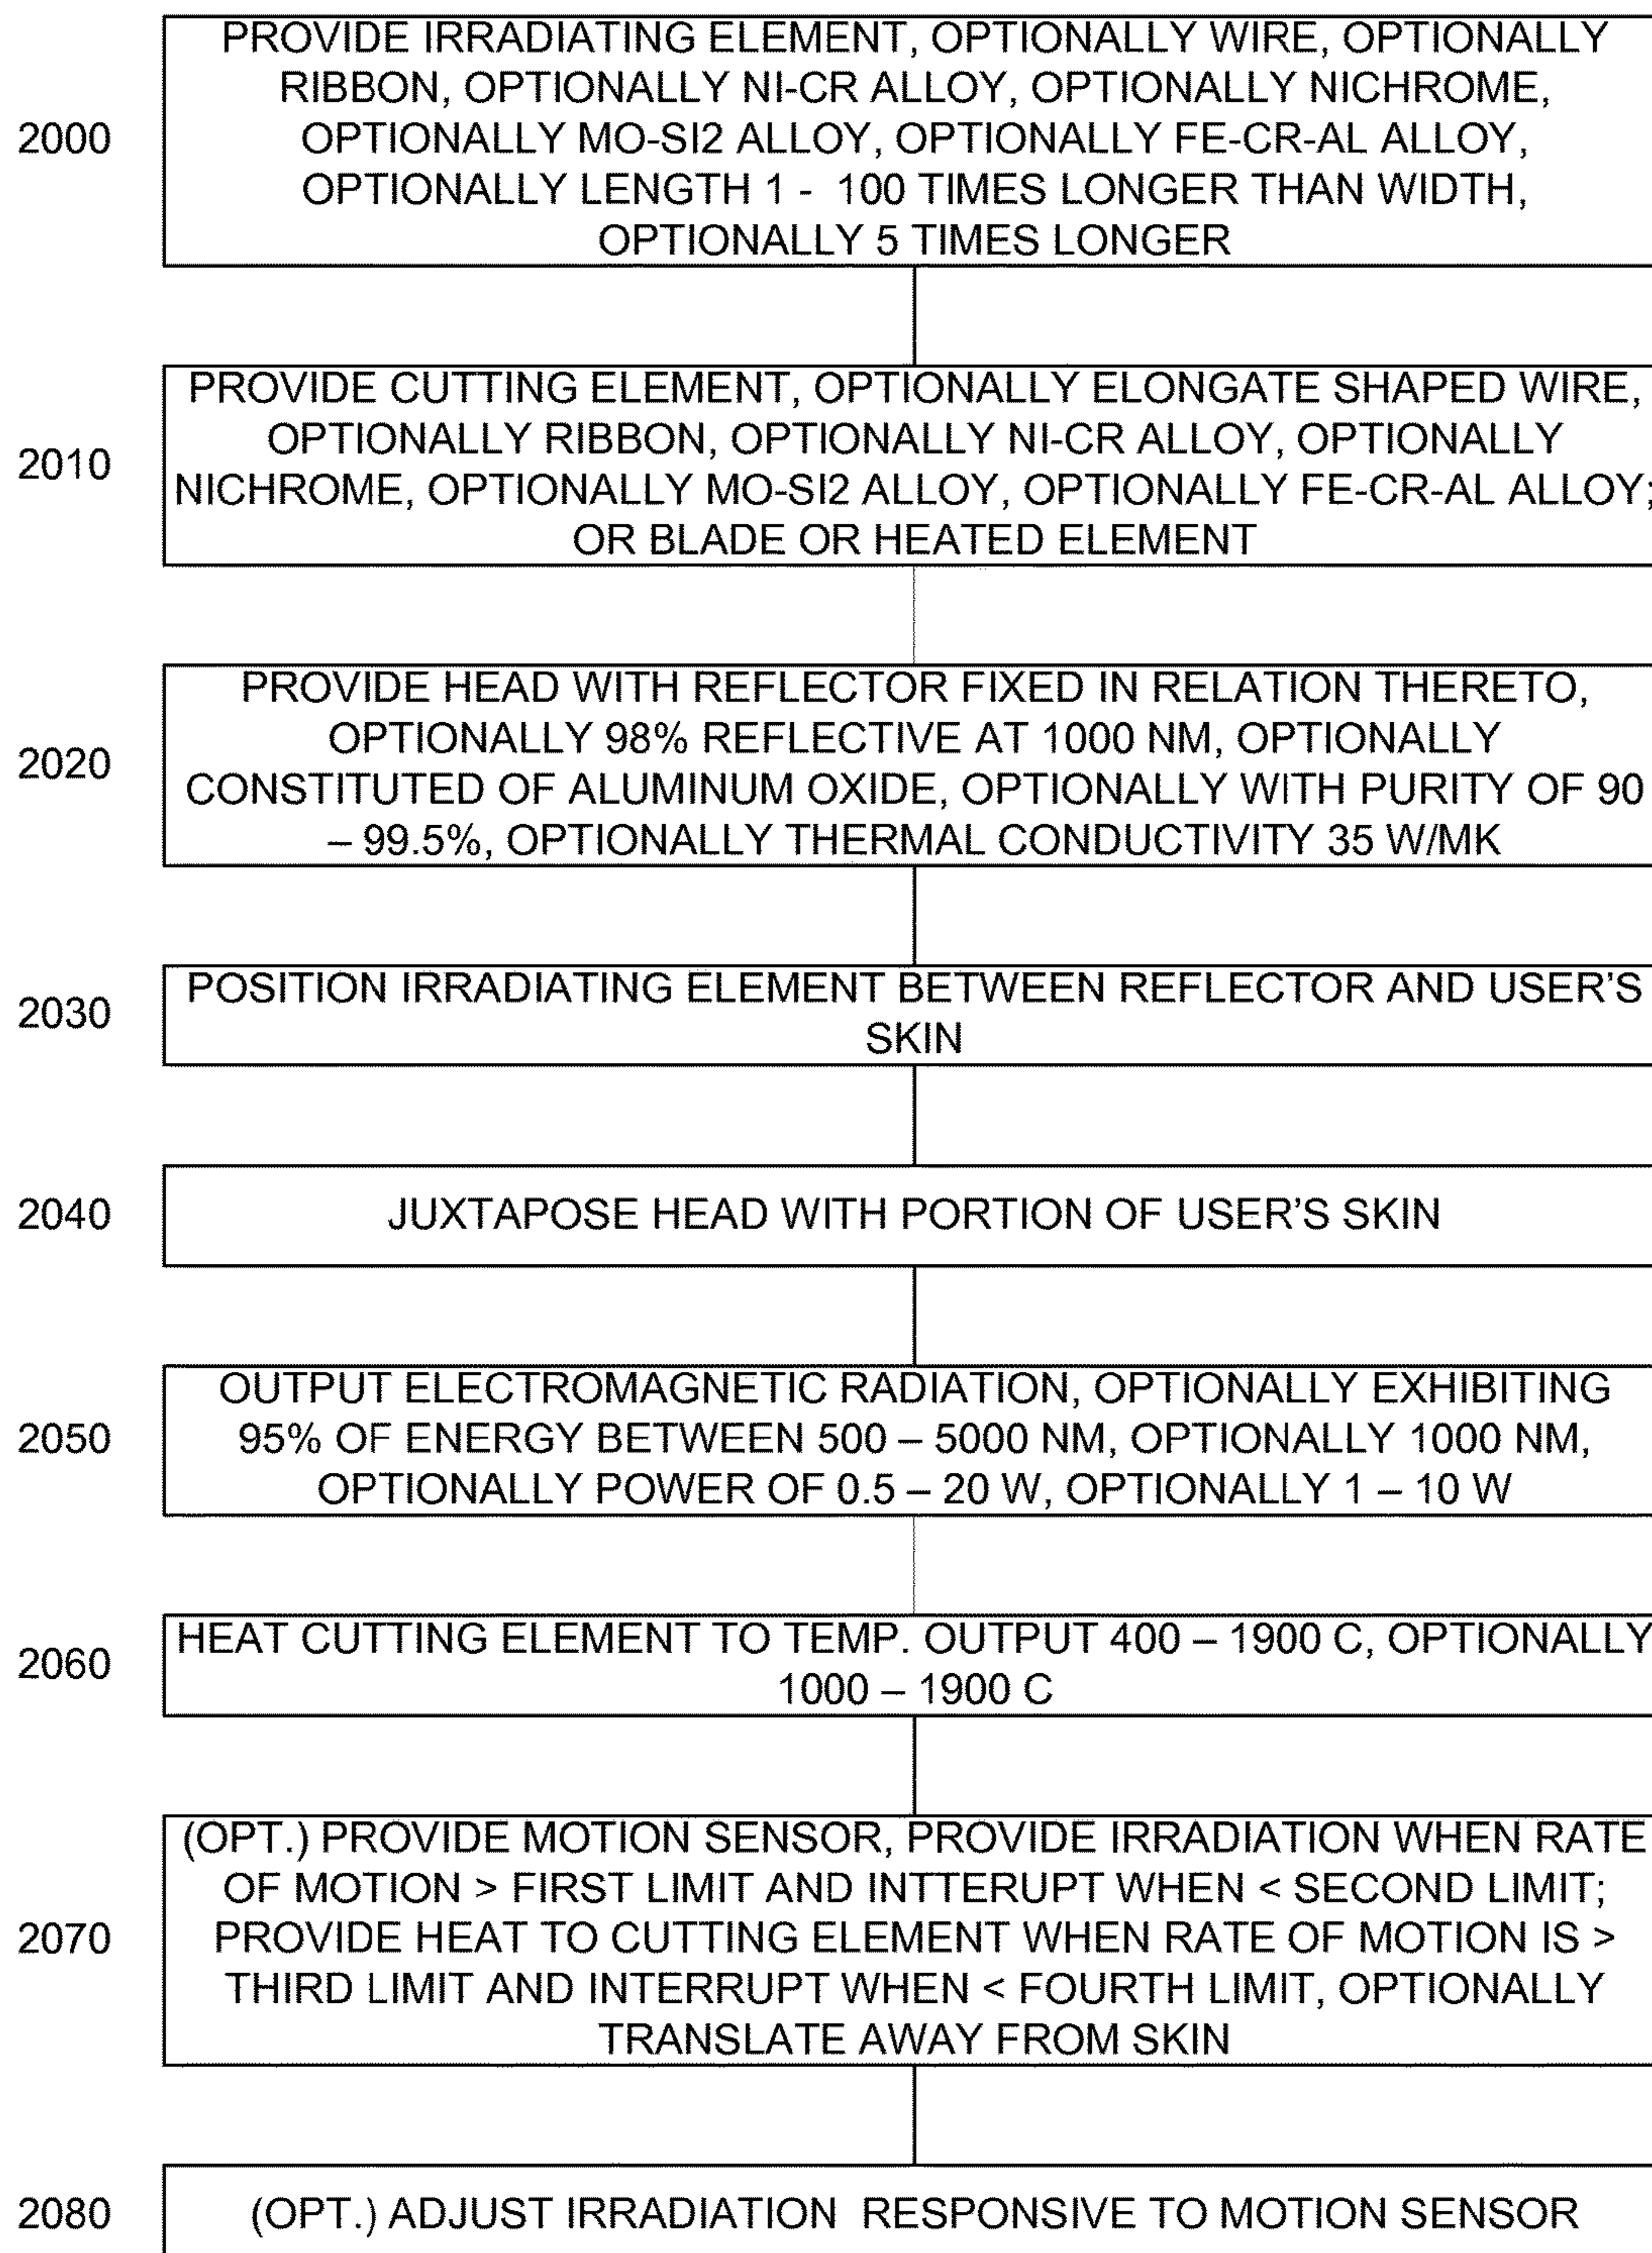 PROVIDE IRRADIATING ELEMENT, OPTIONALLY WIRE, OPTIONALLY
RIBBON, OPTIONALLY NI-CR ALLOY, OPTIONALLY NICHROME,
2000
OPTIONALLY MO-SI2 ALLOY, OPTIONALLY FE-CR-AL ALLOY,
OPTIONALLY LENGTH 1 - 100 TIMES LONGER THAN WIDTH,
OPTIONALLY 5 TIMES LONGER
PROVIDE CUTTING ELEMENT, OPTIONALLY ELONGATE SHAPED WIRE,
OPTIONALLY RIBBON, OPTIONALLY NI-CR ALLOY, OPTIONALLY
2010
NICHROME, OPTIONALLY MO-SI2 ALLOY, OPTIONALLY FE-CR-AL ALLOY;
OR BLADE OR HEATED ELEMENT
PROVIDE HEAD WITH REFLECTOR FIXED IN RELATION THERETO,
OPTIONALLY 98% REFLECTIVE AT 1000 NM, OPTIONALLY
2020
CONSTITUTED OF ALUMINUM OXIDE, OPTIONALLY WITH PURITY OF 90
– 99.5%, OPTIONALLY THERMAL CONDUCTIVITY 35 W/MK
2030
POSITION IRRADIATING ELEMENT BETWEEN REFLECTOR AND USER'S
SKIN
2040
JUXTAPOSE HEAD WITH PORTION OF USER'S SKIN
OUTPUT ELECTROMAGNETIC RADIATION, OPTIONALLY EXHIBITING
2050
95% OF ENERGY BETWEEN 500 – 5000 NM, OPTIONALLY 1000 NM,
OPTIONALLY POWER OF 0.5 – 20 W, OPTIONALLY 1 – 10 W
2060
HEAT CUTTING ELEMENT TO TEMP. OUTPUT 400 – 1900 C, OPTIONALLY
1000 – 1900 C
(OPT.) PROVIDE MOTION SENSOR, PROVIDE IRRADIATION WHEN RATE
OF MOTION > FIRST LIMIT AND INTTERUPT WHEN < SECOND LIMIT;
2070
PROVIDE HEAT TO CUTTING ELEMENT WHEN RATE OF MOTION IS >
THIRD LIMIT AND INTERRUPT WHEN < FOURTH LIMIT, OPTIONALLY
TRANSLATE AWAY FROM SKIN
2080
(OPT.) ADJUST IRRADIATION RESPONSIVE TO MOTION SENSOR